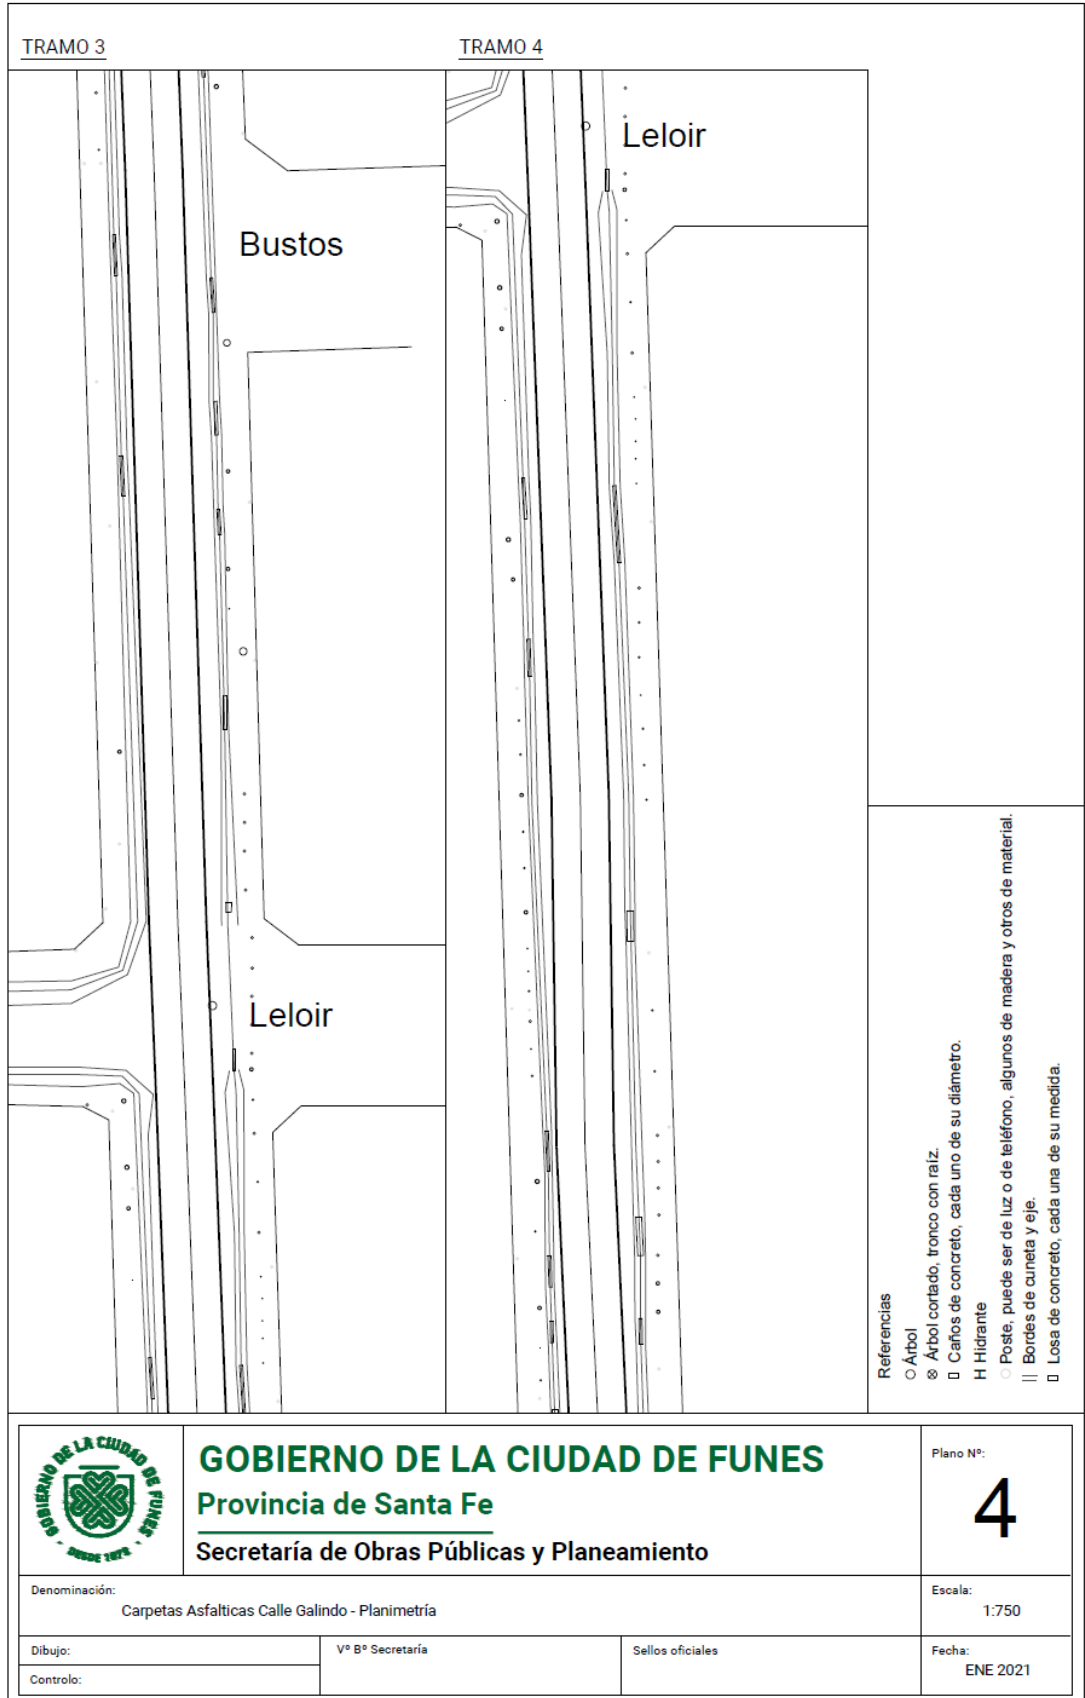 TRAMO 3
TRAMO 4
Leloir
Bustos
Leloir
Referencias
Árbol
Árbol cortado, tronco con raíz.
Caños de concreto, cada uno de su diámetro.
H Hidrante
Poste, puede ser de luz o de teléfono, algunos de madera y otros de material.
Bordes de cuneta y eje.
Losa de concreto, cada una de su medida.
GOBIERNO DE LA CIUDAD DE FUNES
DESDE 1875
GOBIERNO DE LA CIUDAD DE FUNES
Provincia de Santa Fe
Secretaría de Obras Públicas y Planeamiento
Plano Nº:
4
Denominación:
Carpetas Asfalticas Calle Galindo - Planimetría
Escala:
1:750
Dibujo:
Controlo:
Vº Bº Secretaría
Sellos oficiales
Fecha:
ENE 2021